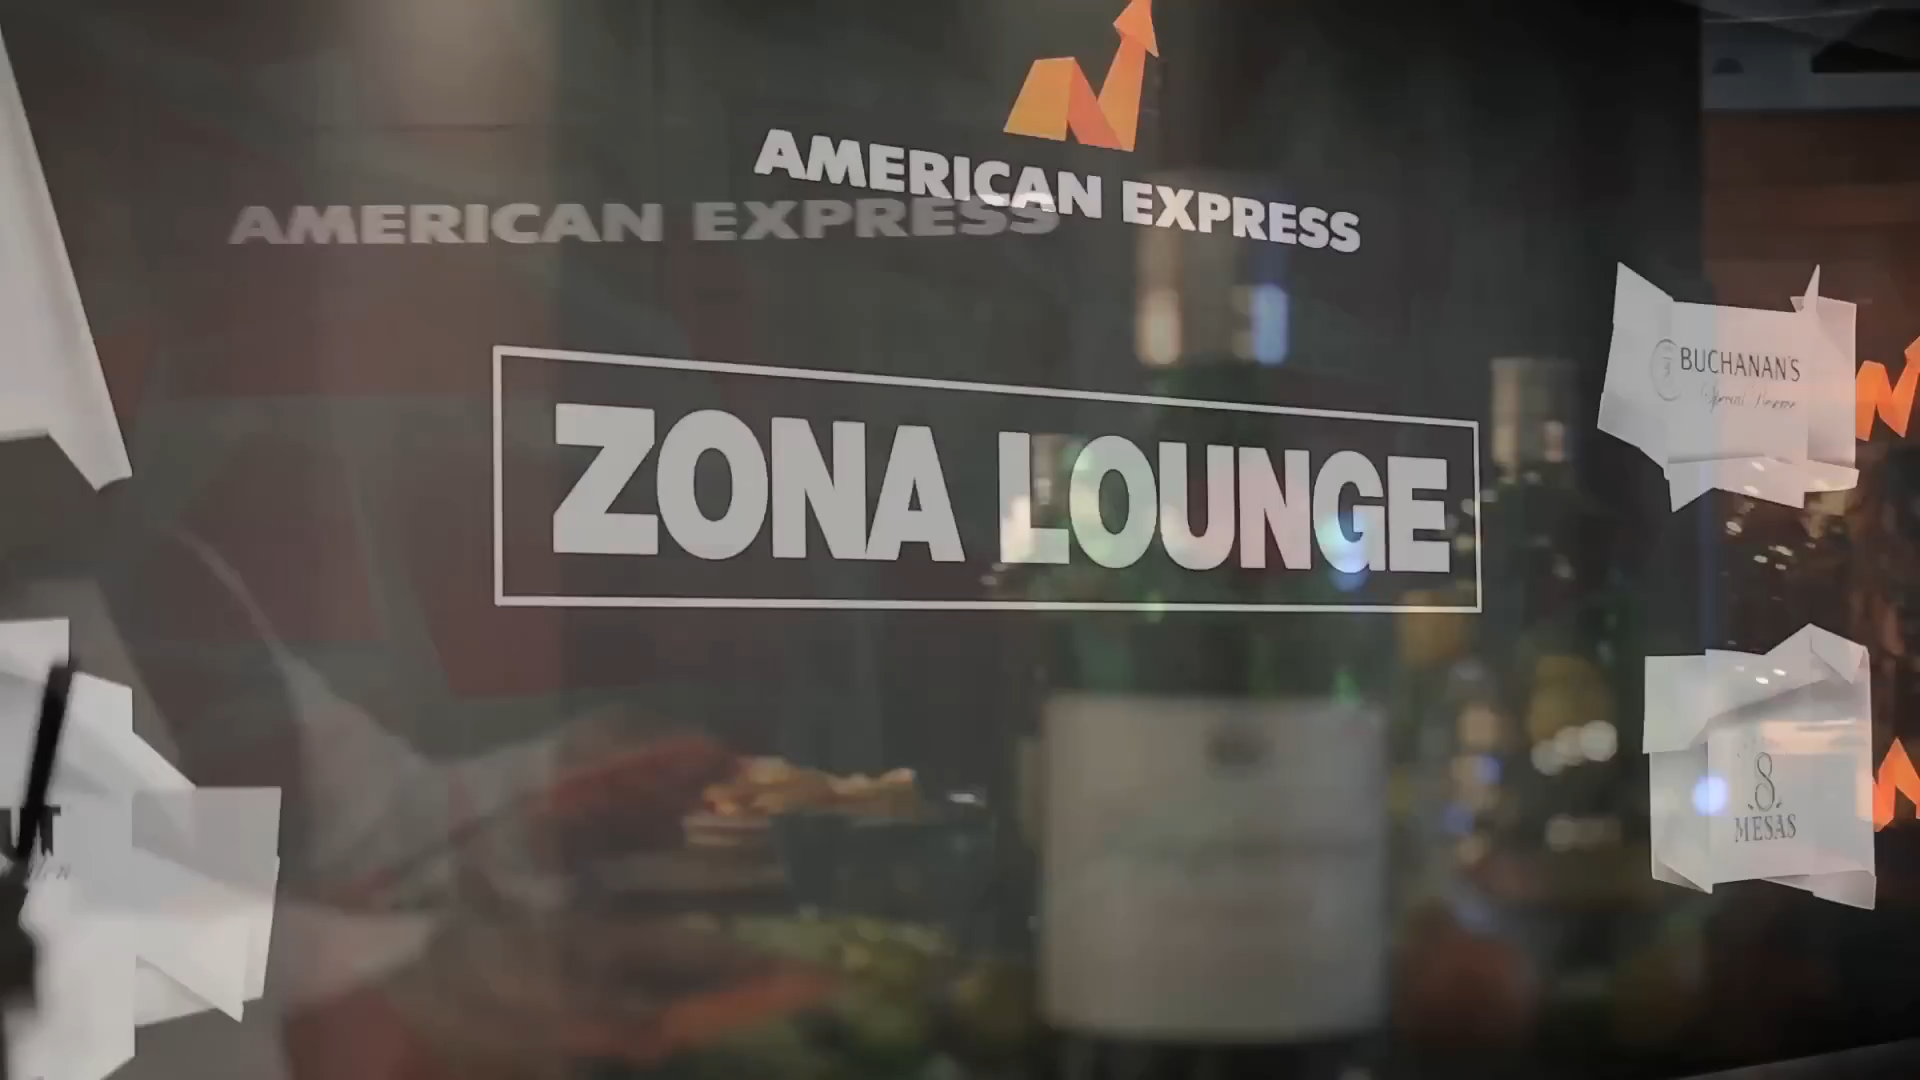 AMERICAN EXPRESS
AMERICAN EXPRESS
ZONA LOUNGE
BUCHANAN'S
8
MESAS